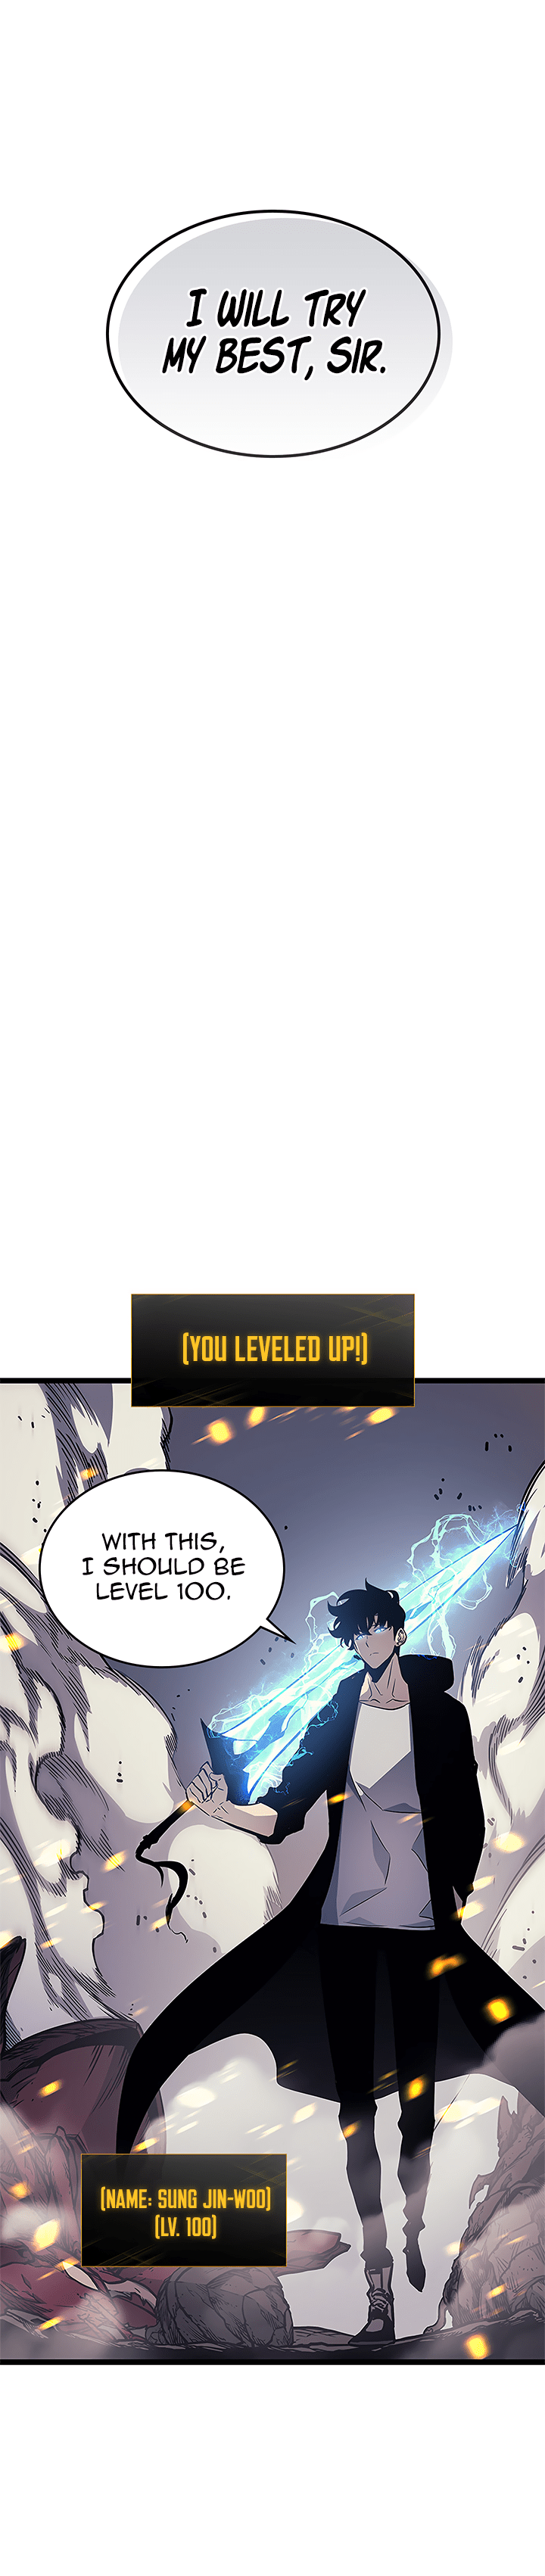 I WILL TRY
MY BEST, SIR.
[YOU LEVELED UP!]
WITH THIS,
I SHOULD BE
LEVEL 100.
[NAME: SUNG JIN-WOO]
[LV. 100]